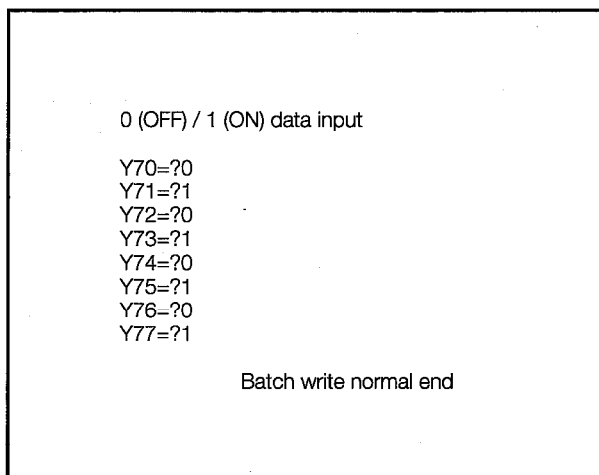 0 (OFF) / 1 (ON) data input
Y70=?0
Y71=?1
Y72=?0
Y73=?1
Y74=?0
Y75=?1
Y76=?0
Y77=?1
Batch write normal end